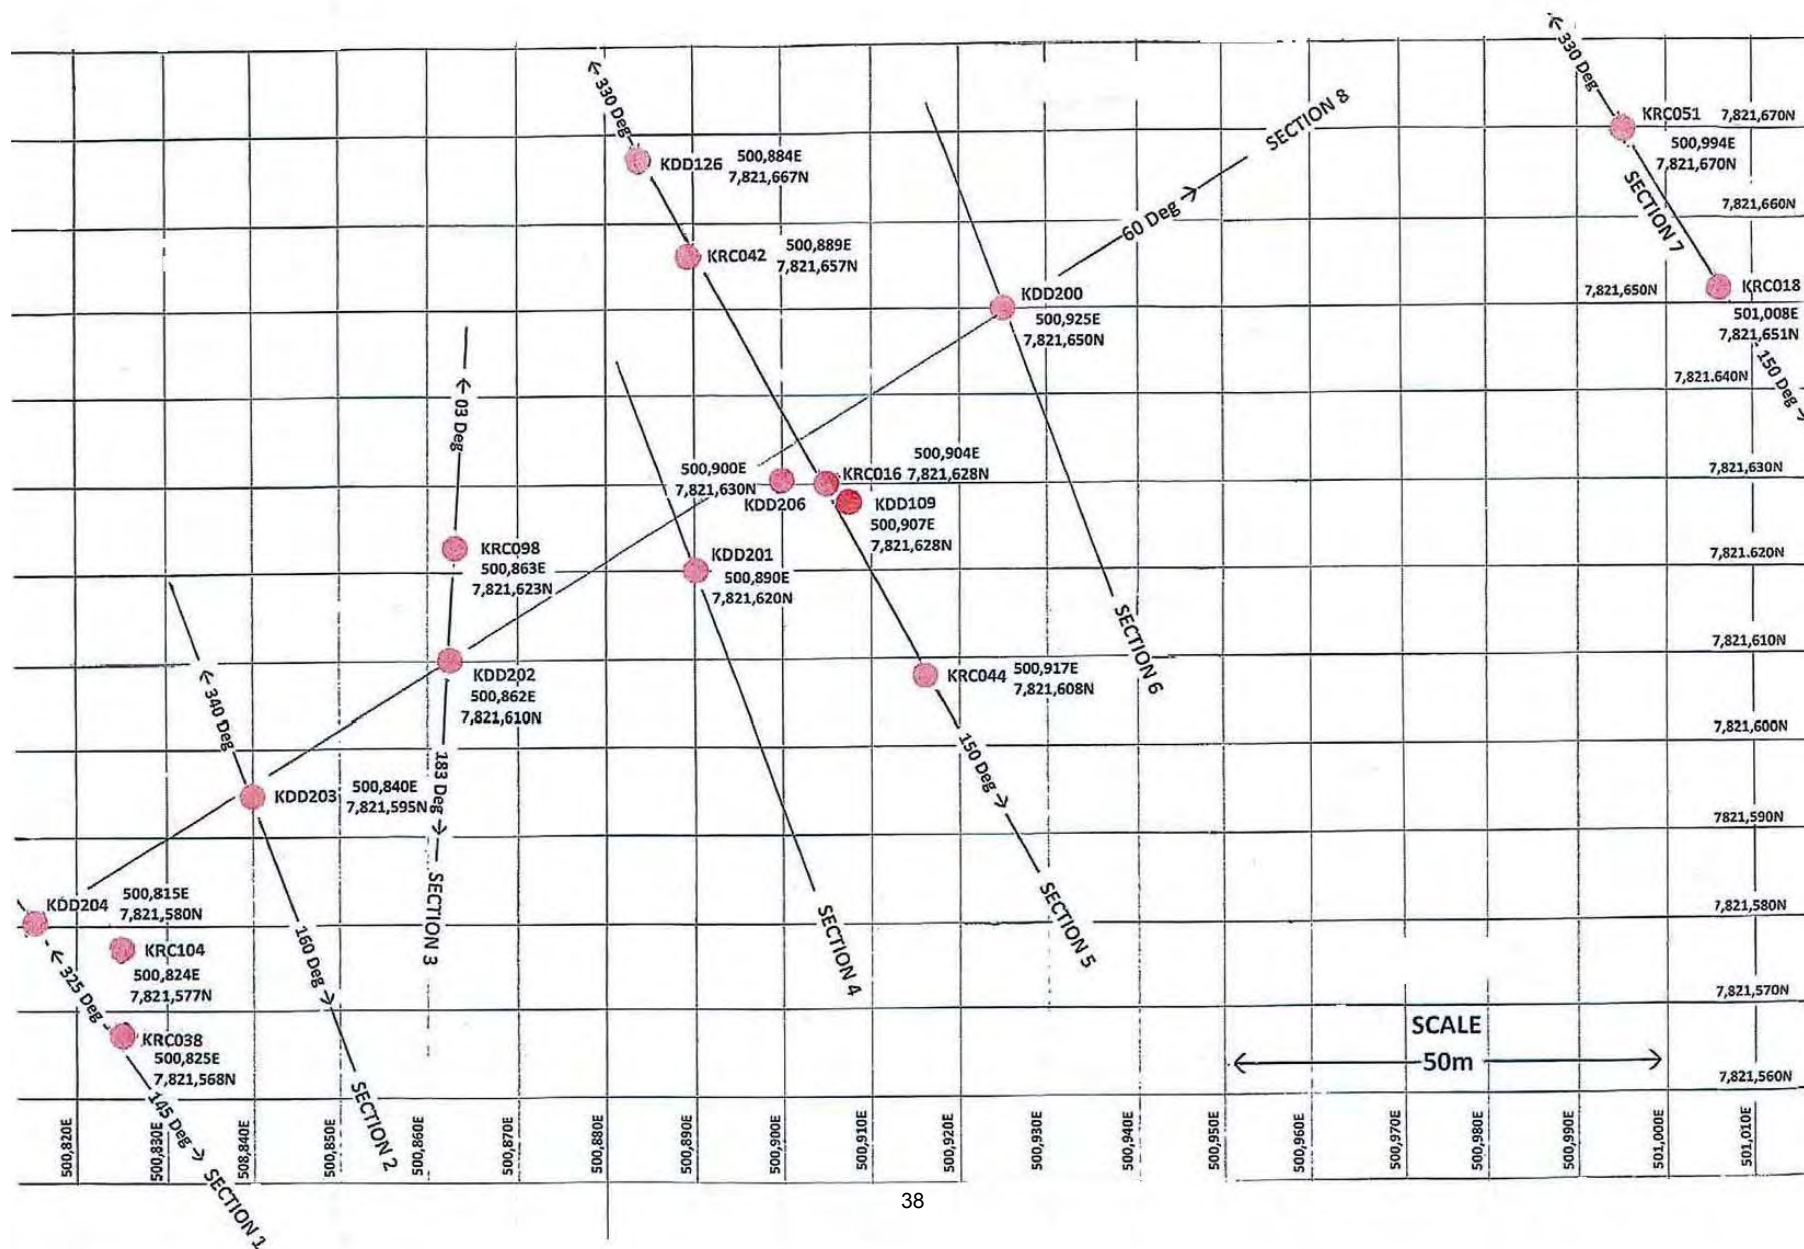 330 Deg
330 Deg
SECTION 8
KRC051 7,821,670N
500,994E
7,821,670N
KDD126 500,884E
7,821,667N
SECTION 7
60 Deg
7,821,660N
KRC042 500,889E
7,821,657N
KDD200
500,925E
7,821,650N
7,821,650N KRC018
501,008E
7,821,651N
150 Deg
7,821.640N
03 Deg
500,904E
KRC016 7,821,628N
500,900E
7,821,630N
KDD206
KDD109
500,907E
7,821,628N
7,821,630N
KRC098
500,863E
7,821,623N
KDD201
500,890E
7,821,620N
7,821.620N
SECTION 6
7,821,610N
KDD202
500,862E
7,821,610N
KRC044 500,917E
7,821,608N
340 Deg
7,821,600N
183 Deg
150 Deg
KDD203 500,840E
7,821,595N
7821,590N
SECTION 3
SECTION 4
SECTION 5
KDD204 500,815E
7,821,580N
7,821,580N
KRC104
500,824E
7,821,577N
160 Deg
325 Deg
7,821,570N
KRC038
500,825E
7,821,568N
SCALE
50m
7,821,560N
145 Deg
SECTION 1
SECTION 2
500,820E
500,830E
508,840E
500,850E
500,860E
500,870E
500,880E
500,890E
500,900E
500,910E
500,920E
500,930E
500,940E
500,950E
500,960E
500,970E
500,980E
500,990E
501,000E
501,010E
38